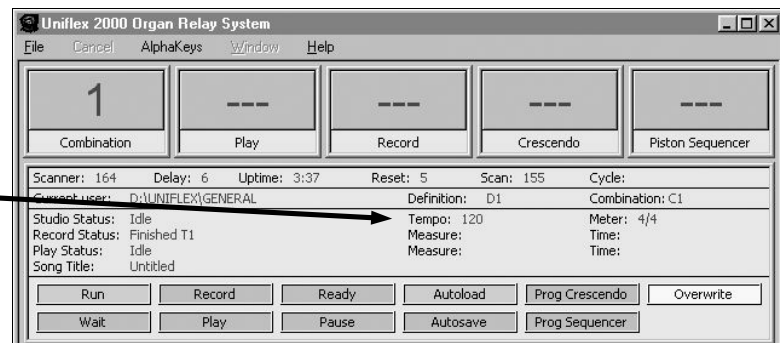 Uniflex 2000 Organ Relay System
File Cancel AlphaKeys Window Help
1 --- --- --- ---
Combination Play Record Crescendo Piston Sequencer
Scanner: 164 Delay: 6 Uptime: 3:37 Reset: 5 Scan: 155 Cycle:
Current user: D:\UNIFLEX\GENERAL Definition: D1 Combination: C1
Studio Status: Idle Tempo: 120 Meter: 4/4
Record Status: Finished T1 Measure: Time:
Play Status: Idle Measure: Time:
Song Title: Untitled
Run Record Ready Autoload Prog Crescendo Overwrite
Wait Play Pause Autosave Prog Sequencer